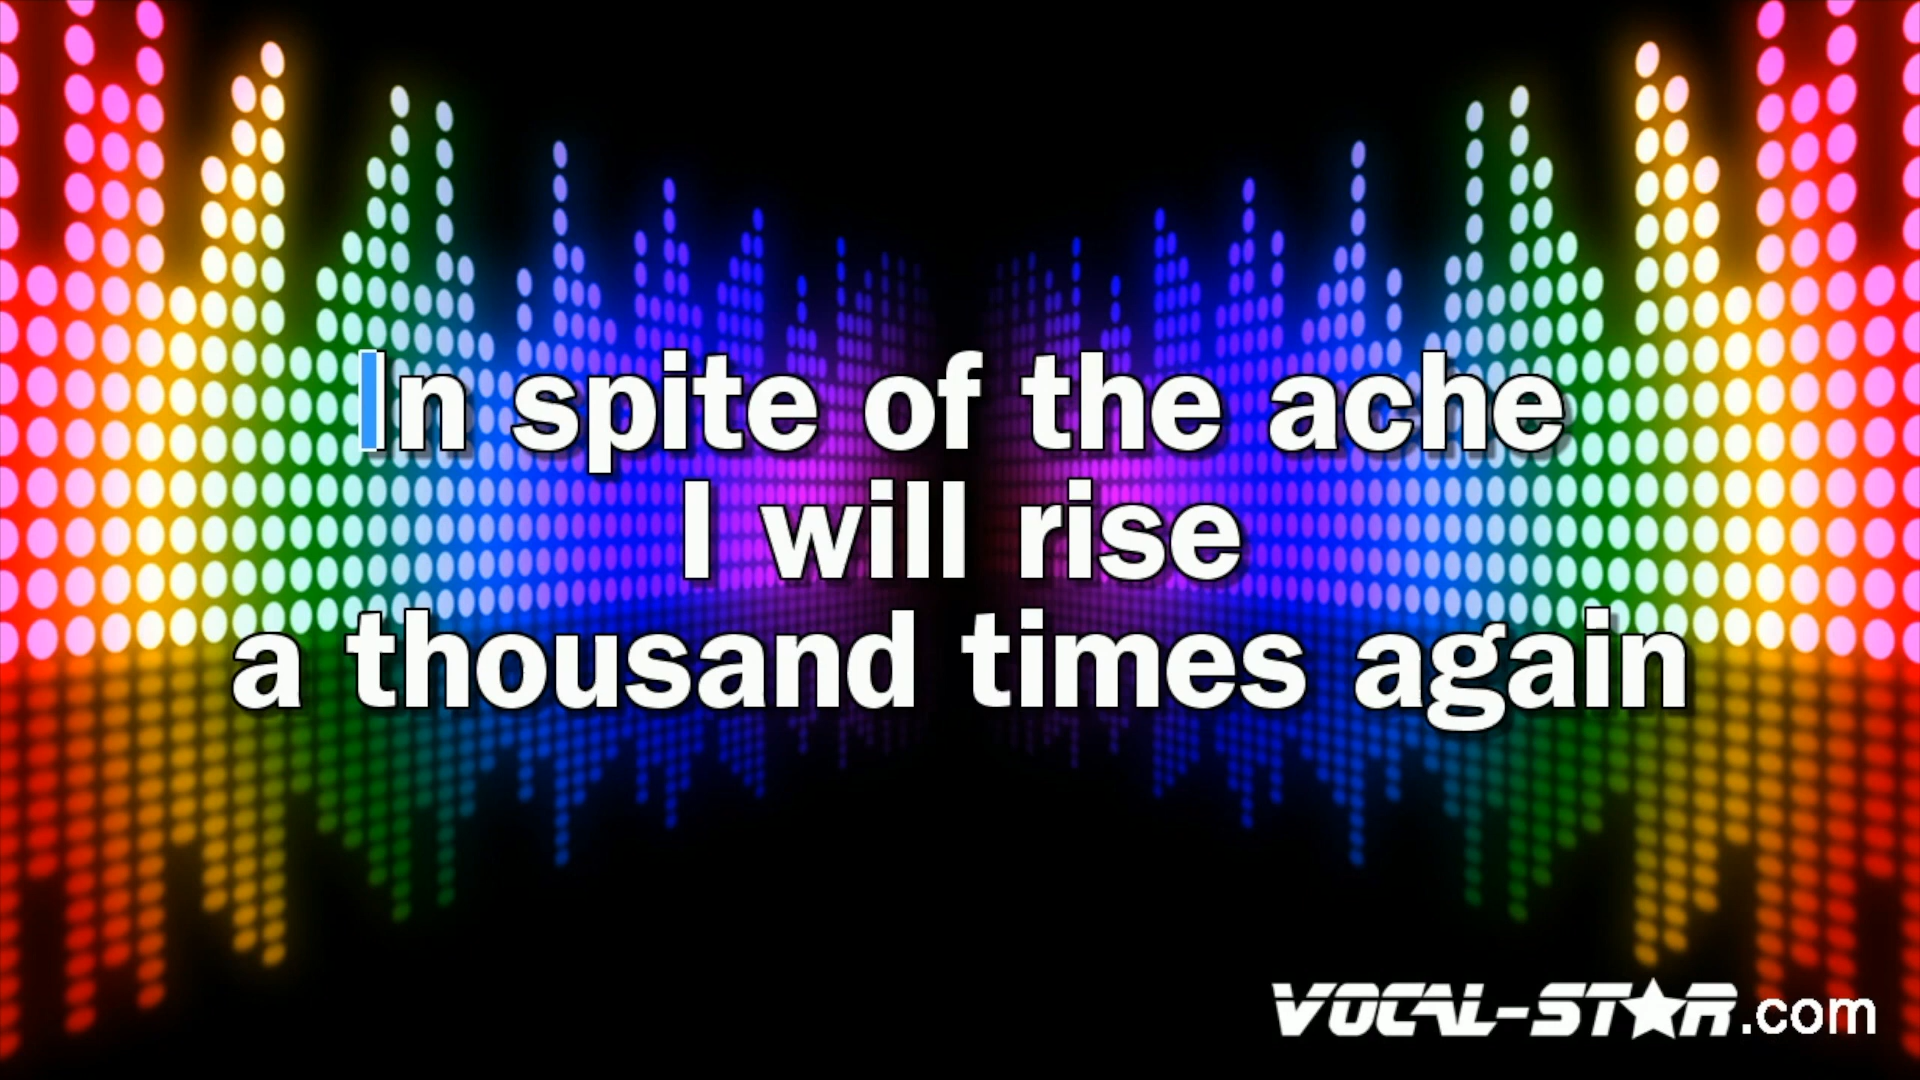 In spite of the ache
I will rise
a thousand times again
VOCAL-STAR.com